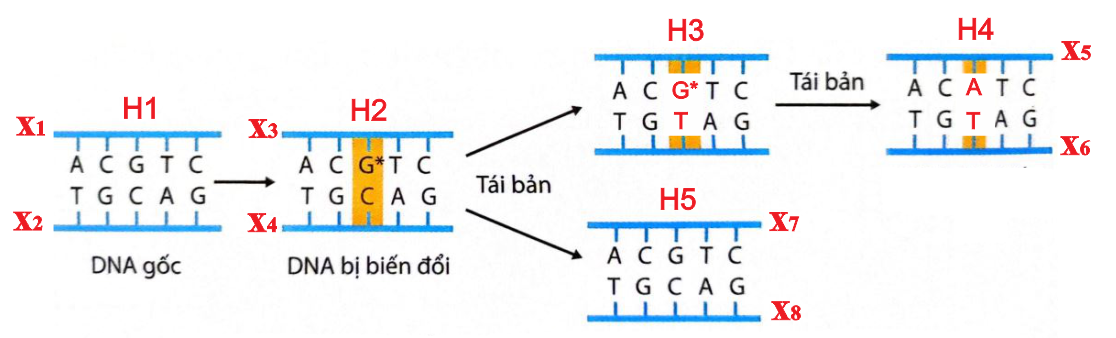 H1
X1
A C G T C
T G C A G
X2
DNA gốc
H2
X3
A C G* T C
T G C A G
X4
DNA bị biến đổi
Tái bản
H3
A C G* T C
T G T A G
Tái bản
H4
X5
A C A T C
T G T A G
X6
H5
X7
A C G T C
T G C A G
X8